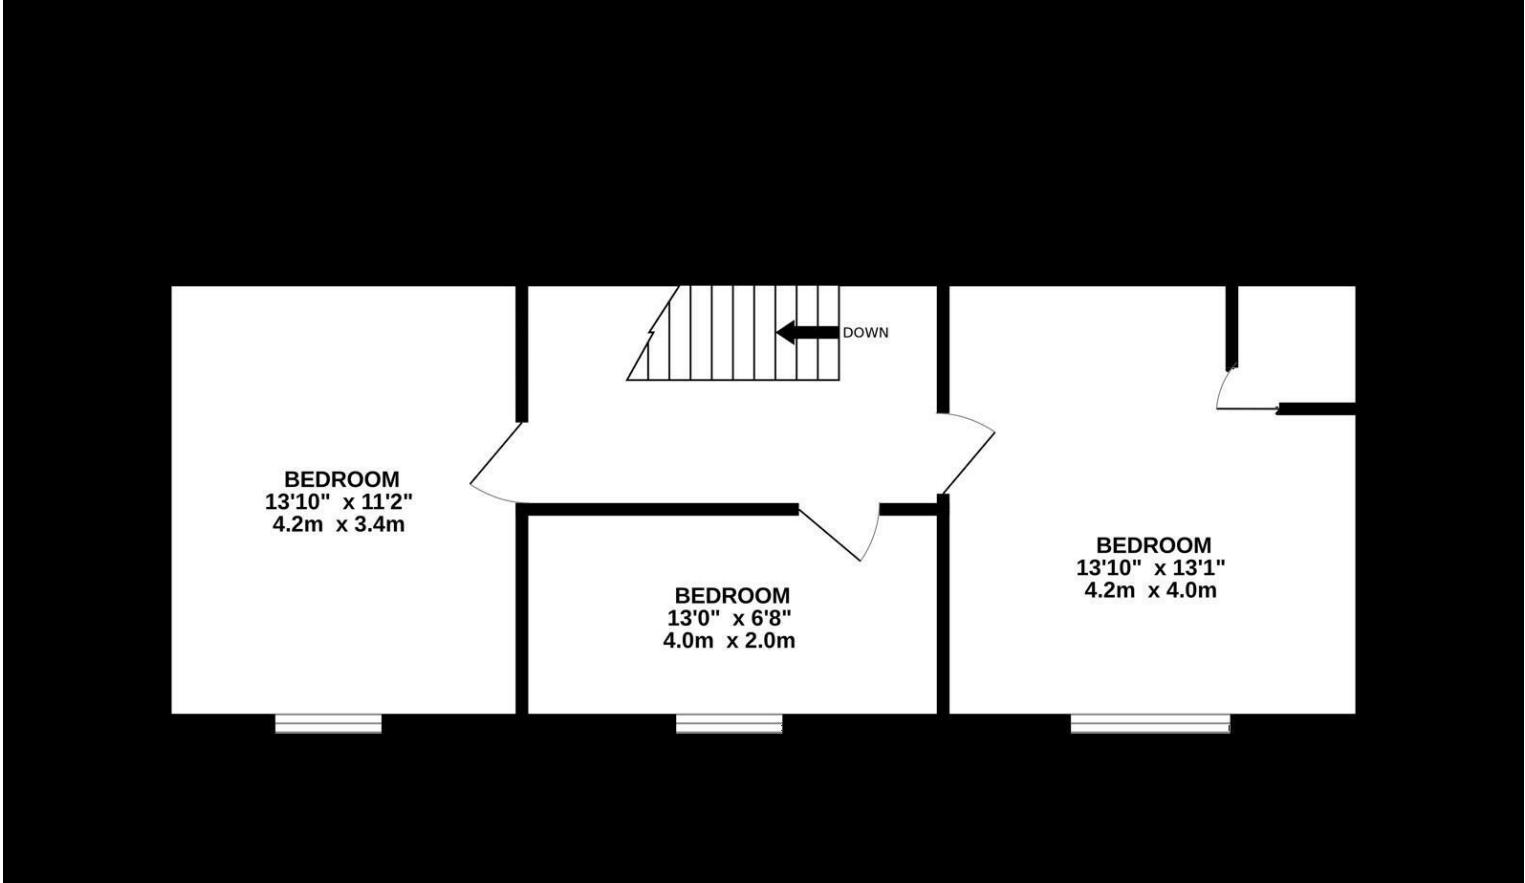 DOWN
BEDROOM
13'10" x 11'2"
4.2m x 3.4m
BEDROOM
13'0" x 6'8"
4.0m x 2.0m
BEDROOM
13'10" x 13'1"
4.2m x 4.0m